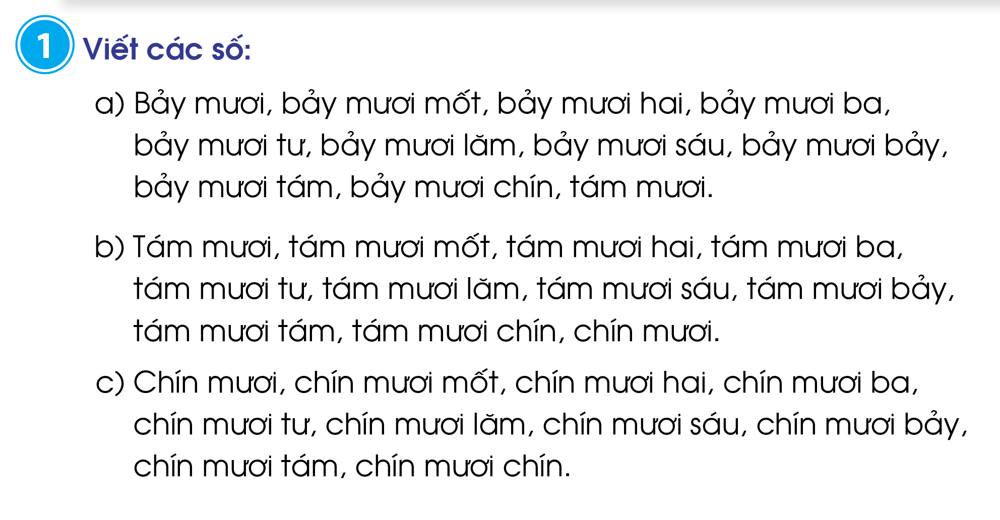 1 Viết các số:
a) Bảy mươi, bảy mươi mốt, bảy mươi hai, bảy mươi ba,
bảy mươi tư, bảy mươi lăm, bảy mươi sáu, bảy mươi bảy,
bảy mươi tám, bảy mươi chín, tám mươi.
b) Tám mươi, tám mươi mốt, tám mươi hai, tám mươi ba,
tám mươi tư, tám mươi lăm, tám mươi sáu, tám mươi bảy,
tám mươi tám, tám mươi chín, chín mươi.
c) Chín mươi, chín mươi mốt, chín mươi hai, chín mươi ba,
chín mươi tư, chín mươi lăm, chín mươi sáu, chín mươi bảy,
chín mươi tám, chín mươi chín.